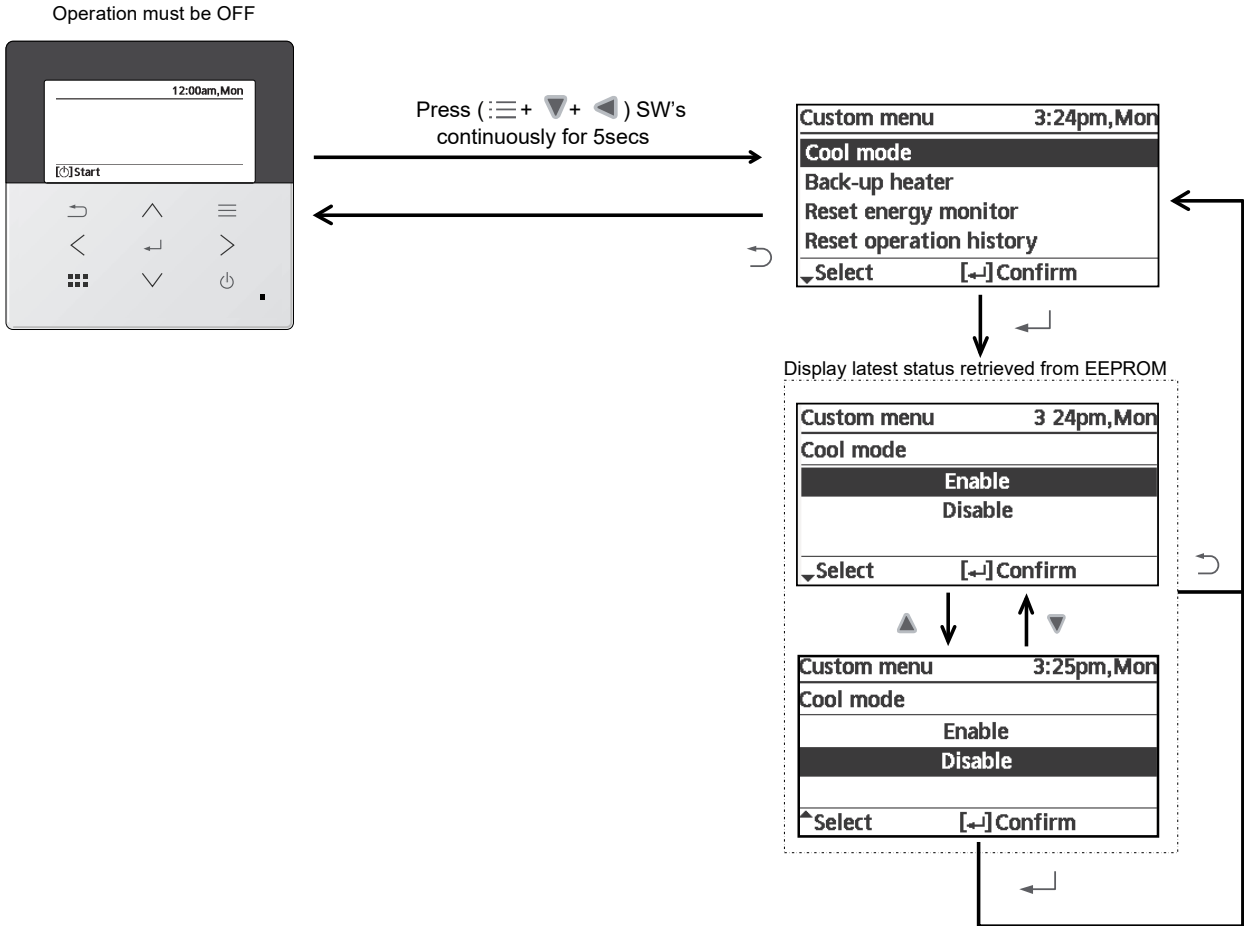 Operation must be OFF
12:00am,Mon
[⏻]Start
Press ( ☰ + ▼ + ◀ ) SW's
continuously for 5secs
Custom menu 3:24pm,Mon
Cool mode
Back-up heater
Reset energy monitor
Reset operation history
Select [↵]Confirm
Display latest status retrieved from EEPROM
Custom menu 3 24pm,Mon
Cool mode
Enable
Disable
Select [↵]Confirm
Custom menu 3:25pm,Mon
Cool mode
Enable
Disable
Select [↵]Confirm